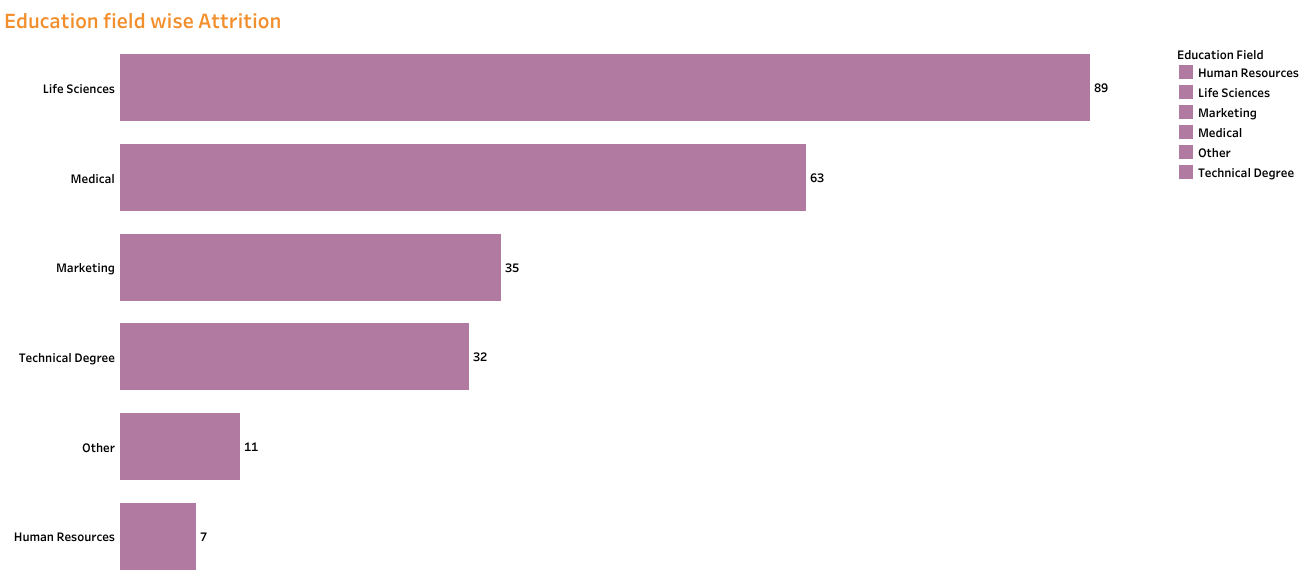 Education field wise Attrition
Life Sciences
89
Medical
63
Marketing
35
Technical Degree
32
Other
11
Human Resources
7
Education Field
Human Resources
Life Sciences
Marketing
Medical
Other
Technical Degree